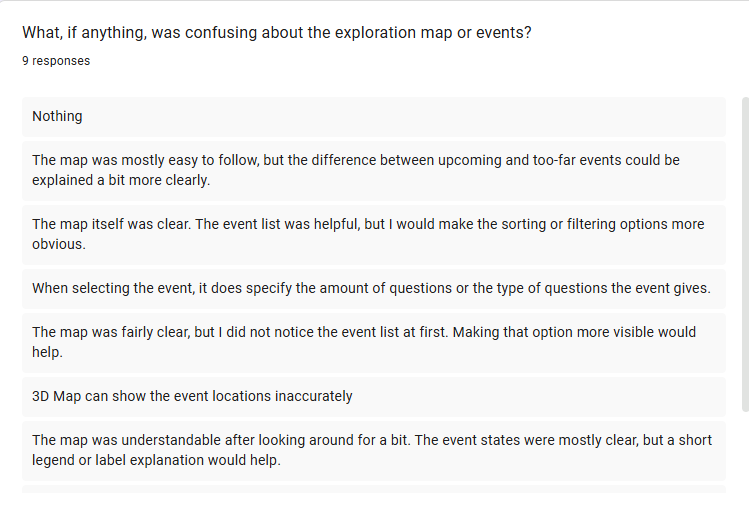 What, if anything, was confusing about the exploration map or events?
9 responses
Nothing
The map was mostly easy to follow, but the difference between upcoming and too-far events could be
explained a bit more clearly.
The map itself was clear. The event list was helpful, but I would make the sorting or filtering options more
obvious.
When selecting the event, it does specify the amount of questions or the type of questions the event gives.
The map was fairly clear, but I did not notice the event list at first. Making that option more visible would
help.
3D Map can show the event locations inaccurately
The map was understandable after looking around for a bit. The event states were mostly clear, but a short
legend or label explanation would help.